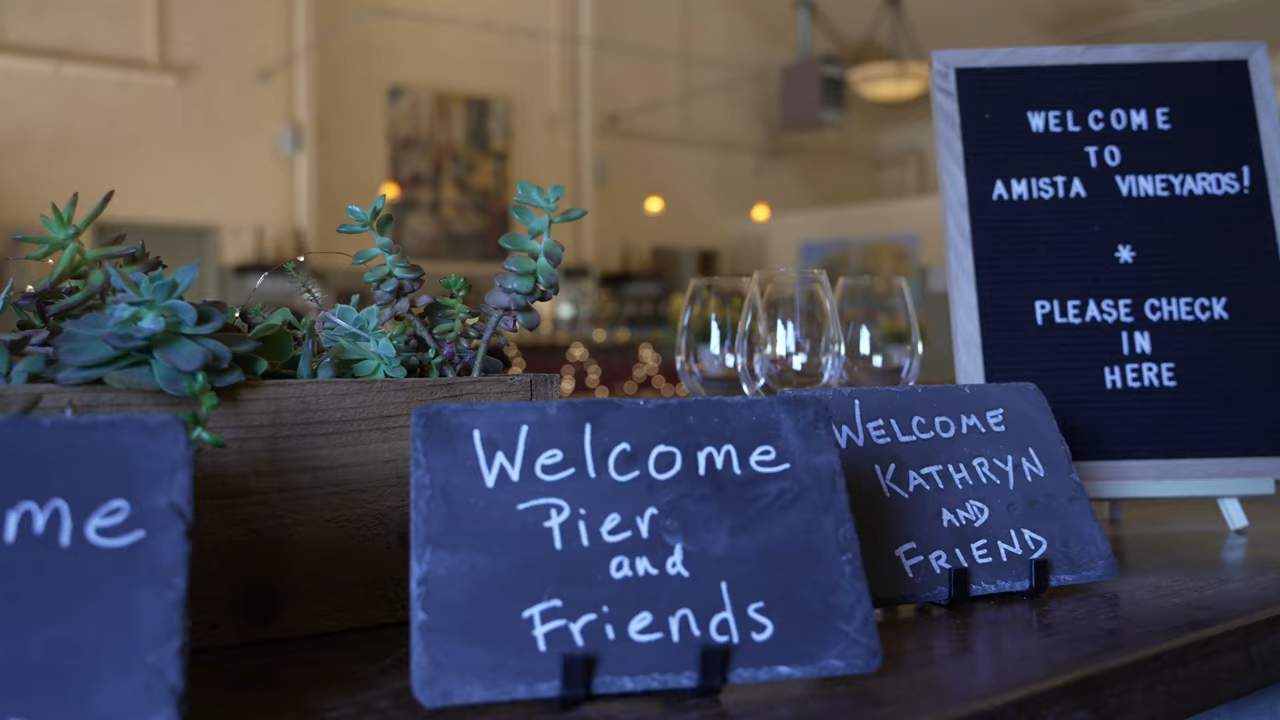 me
Welcome
Pier
and
Friends
WELCOME
KATHRYN
AND
FRIEND
WELCOME
TO
AMISTA VINEYARDS!
*
PLEASE CHECK
IN
HERE